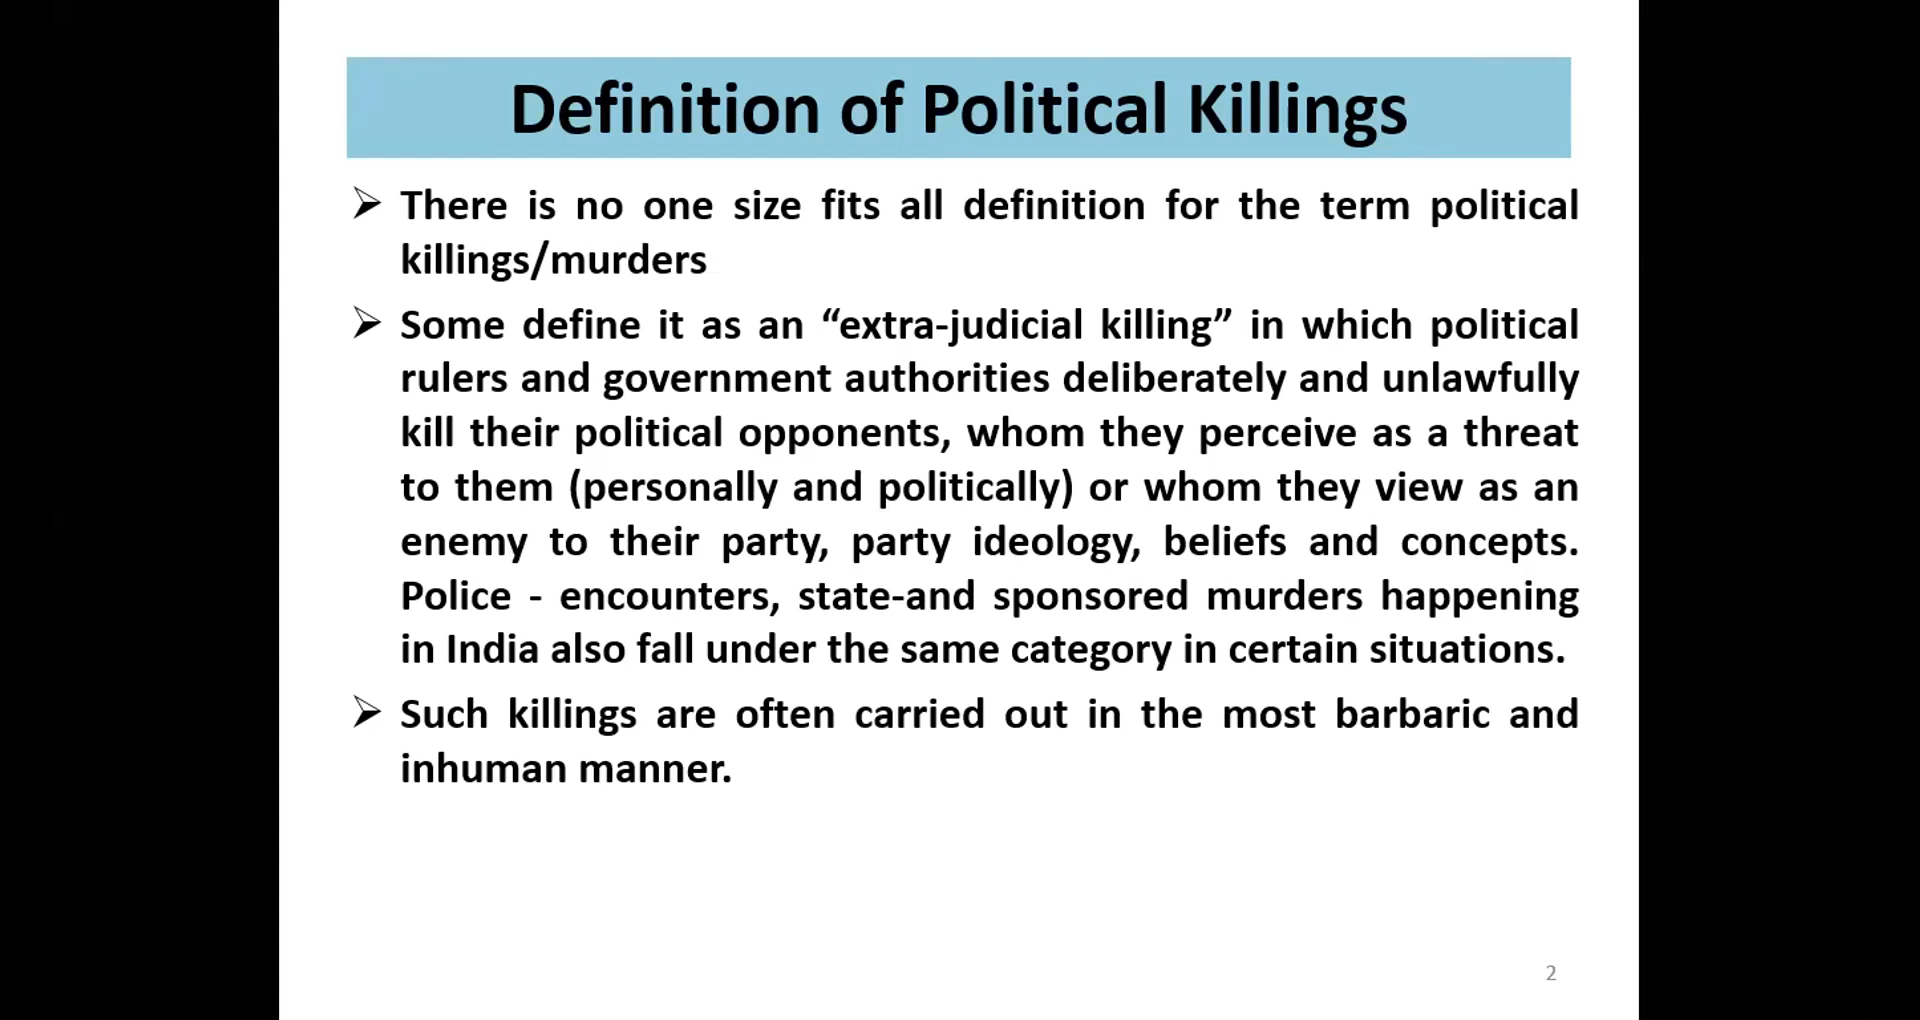 Definition of Political Killings
➢ There is no one size fits all definition for the term political
killings/murders
➢ Some define it as an “extra-judicial killing” in which political
rulers and government authorities deliberately and unlawfully
kill their political opponents, whom they perceive as a threat
to them (personally and politically) or whom they view as an
enemy to their party, party ideology, beliefs and concepts.
Police - encounters, state-and sponsored murders happening
in India also fall under the same category in certain situations.
➢ Such killings are often carried out in the most barbaric and
inhuman manner.
2